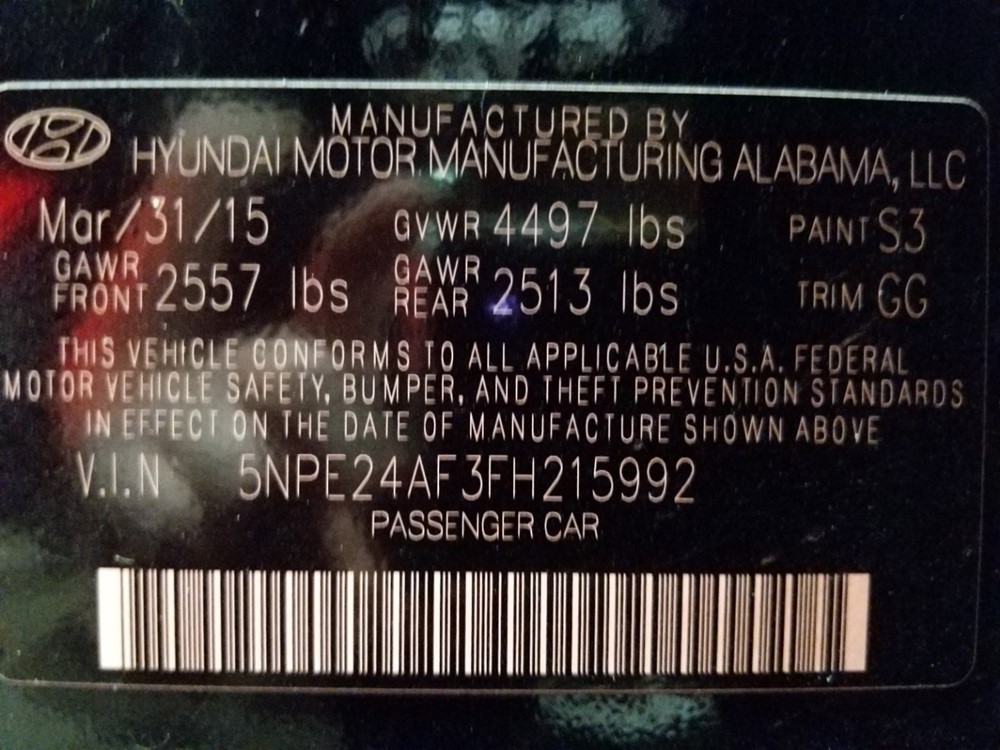 MANUFACTURED BY
HYUNDAI MOTOR MANUFACTURING ALABAMA, LLC
Mar/31/15 GVWR 4497 lbs PAINT S3
GAWR FRONT 2557 lbs GAWR REAR 2513 lbs TRIM GG
THIS VEHICLE CONFORMS TO ALL APPLICABLE U.S.A. FEDERAL
MOTOR VEHICLE SAFETY, BUMPER, AND THEFT PREVENTION STANDARDS
IN EFFECT ON THE DATE OF MANUFACTURE SHOWN ABOVE
V.I.N 5NPE24AF3FH215992
PASSENGER CAR